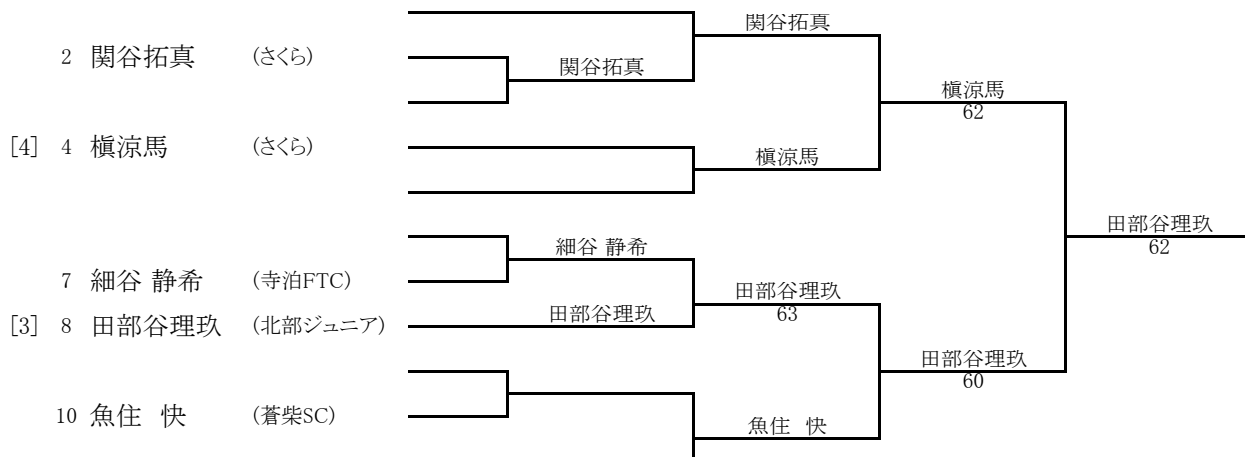 関谷拓真
2 関谷拓真 (さくら)
関谷拓真
槇涼馬
62
[4] 4 槇涼馬 (さくら)
槇涼馬
田部谷理玖
62
細谷 静希
7 細谷 静希 (寺泊FTC)
田部谷理玖
63
[3] 8 田部谷理玖 (北部ジュニア)
田部谷理玖
田部谷理玖
60
10 魚住 快 (蒼柴SC)
魚住 快